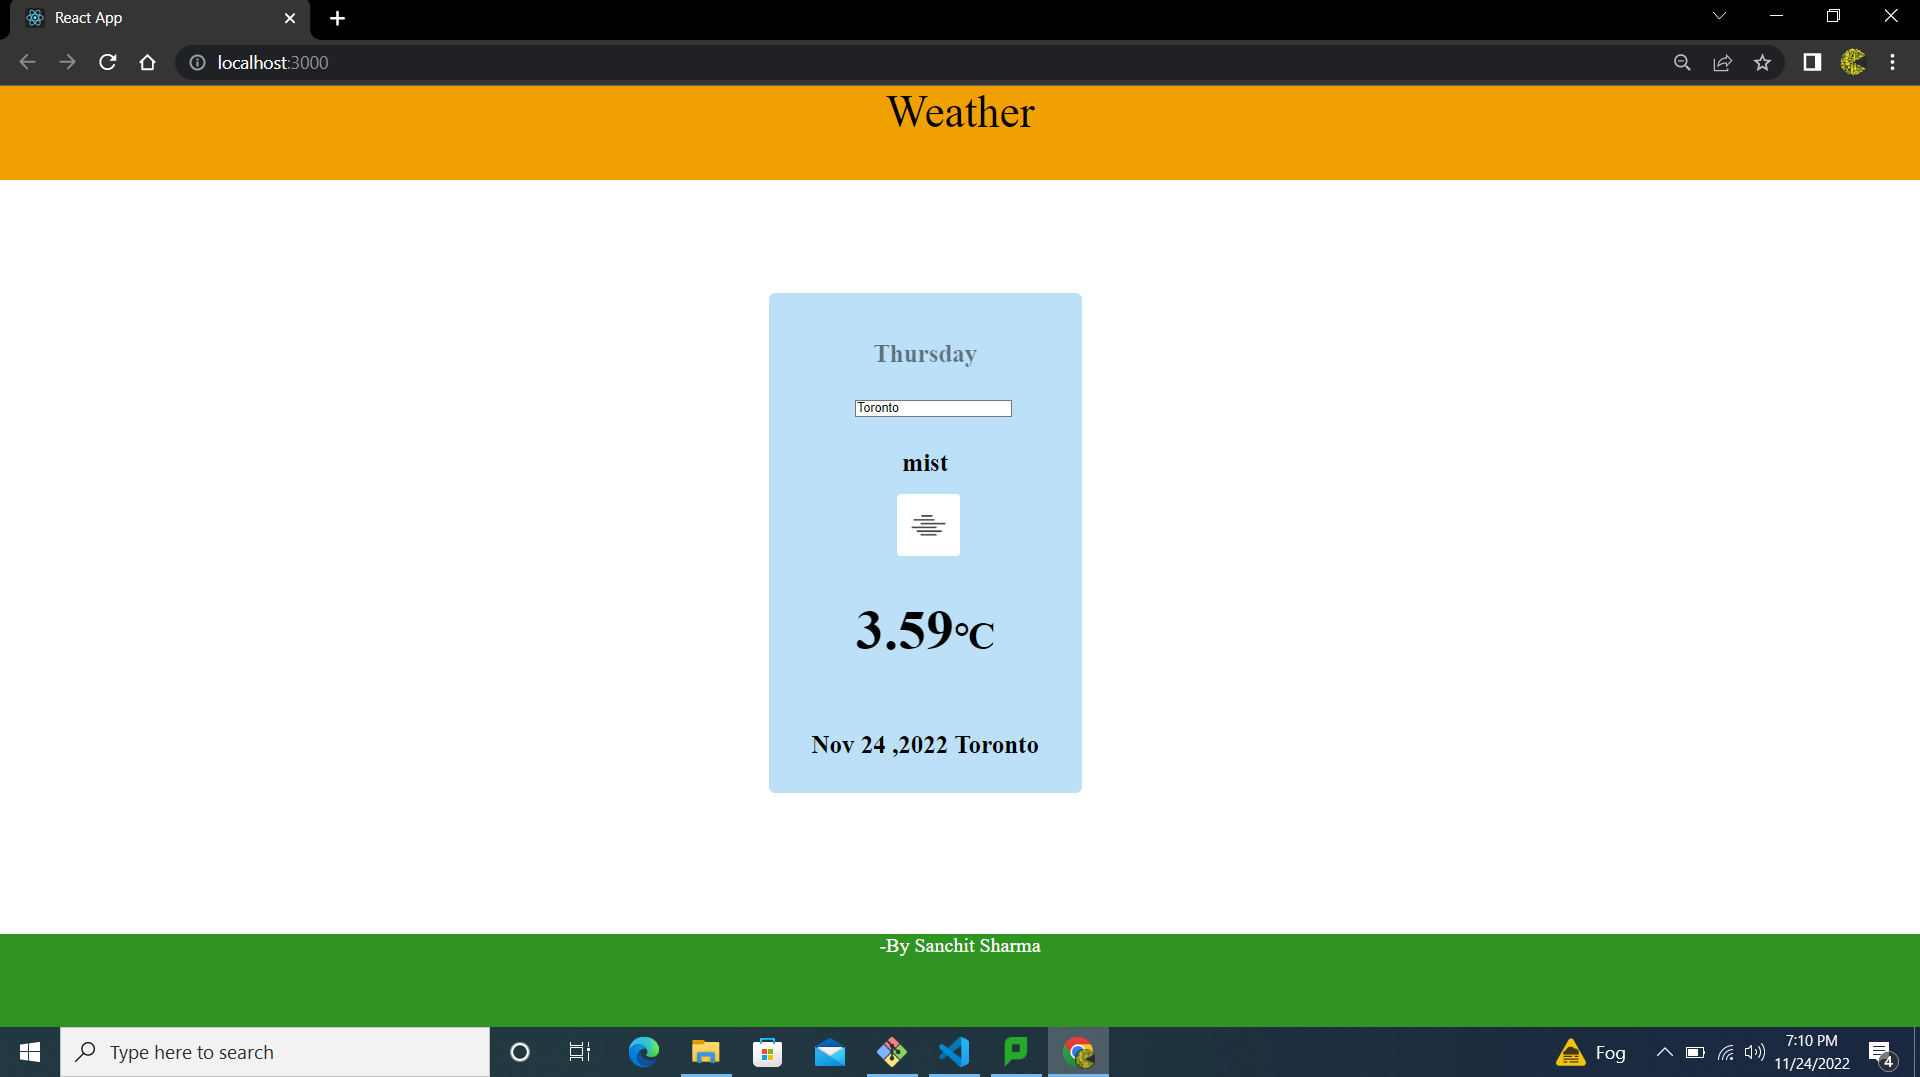 React App
localhost:3000
Weather
Thursday
Toronto
mist
3.59°C
Nov 24 ,2022 Toronto
-By Sanchit Sharma
Type here to search
Fog
7:10 PM
11/24/2022
4